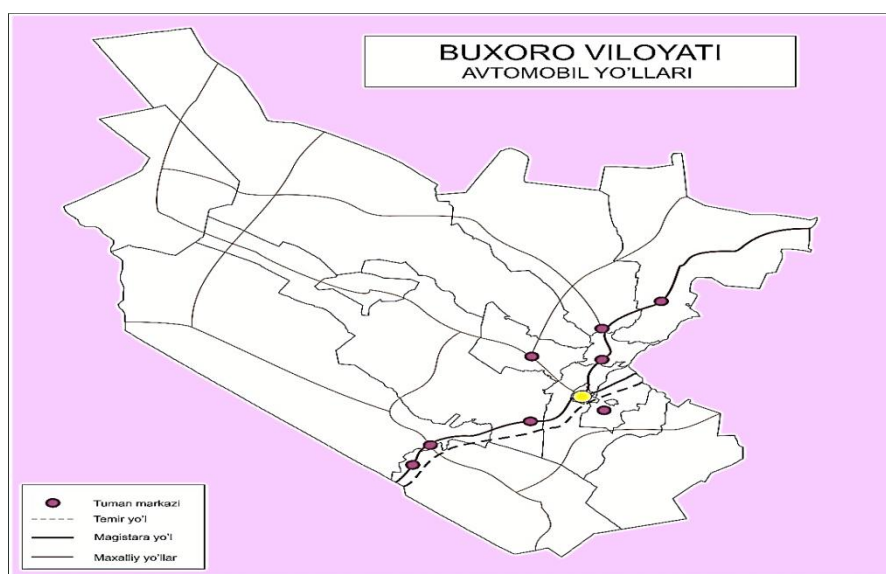 BUXORO VILOYATI
AVTOMOBIL YO'LLARI
Tuman markazi
Temir yo'l
Magistara yo'l
Maxalliy yo'llar